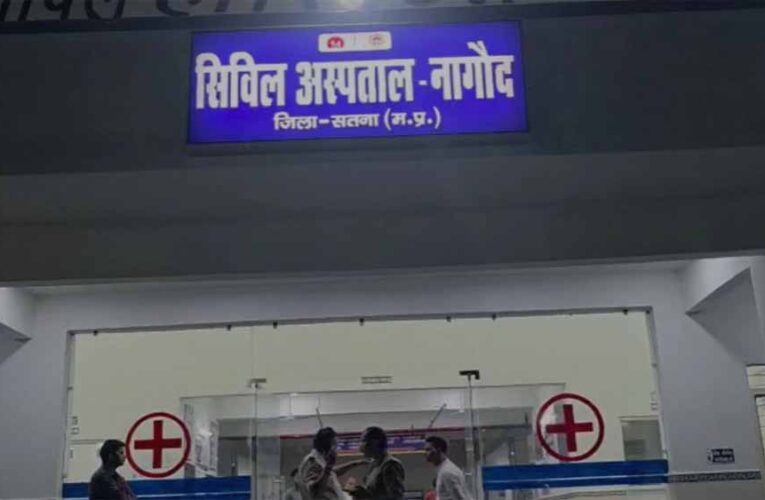 सिविल अस्पताल - नागौद
जिला-सतना (म.प्र.)